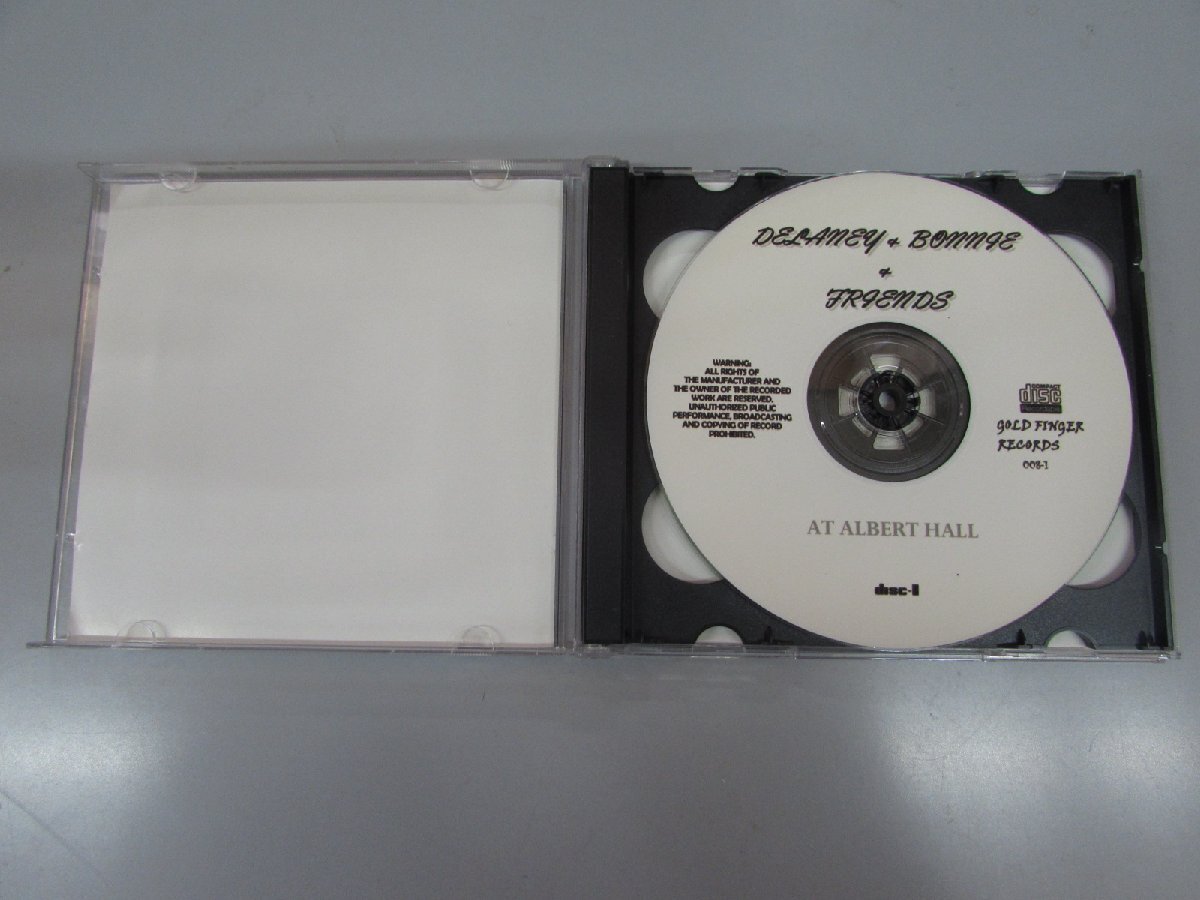 DELANEY & BONNIE
&
FRIENDS
WARNING:
ALL RIGHTS OF
THE MANUFACTURER AND
THE OWNER OF THE RECORDED
WORK ARE RESERVED.
UNAUTHORIZED PUBLIC
PERFORMANCE, BROADCASTING
AND COPYING OF RECORD
PROHIBITED.
COMPACT
disc
GOLD FINGER
RECORDS
008-1
AT ALBERT HALL
disc-1